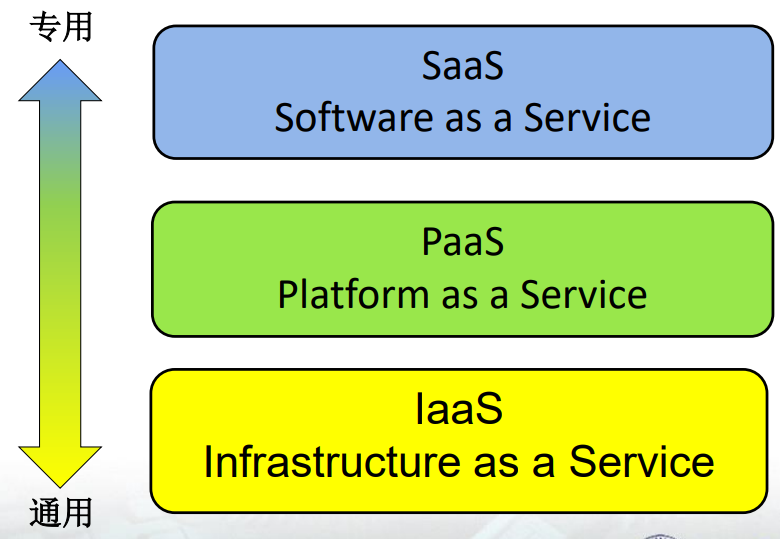 专用
SaaS
Software as a Service
PaaS
Platform as a Service
IaaS
Infrastructure as a Service
通用